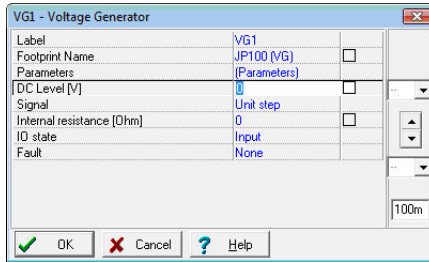 VG1 - Voltage Generator
Label VG1
Footprint Name JP100 (VG)
Parameters (Parameters)
DC Level [V] 0
Signal Unit step
Internal resistance [Ohm] 0
IO state Input
Fault None
--
--
100m
OK Cancel ? Help